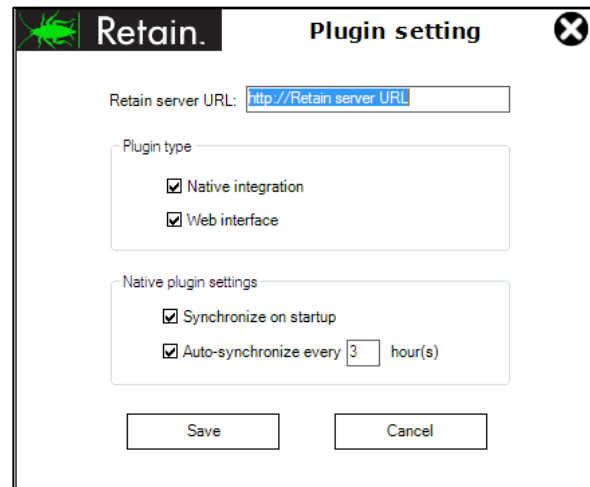 Retain.
Plugin setting
Retain server URL: http://Retain server URL
Plugin type
Native integration
Web interface
Native plugin settings
Synchronize on startup
Auto-synchronize every 3 hour(s)
Save Cancel